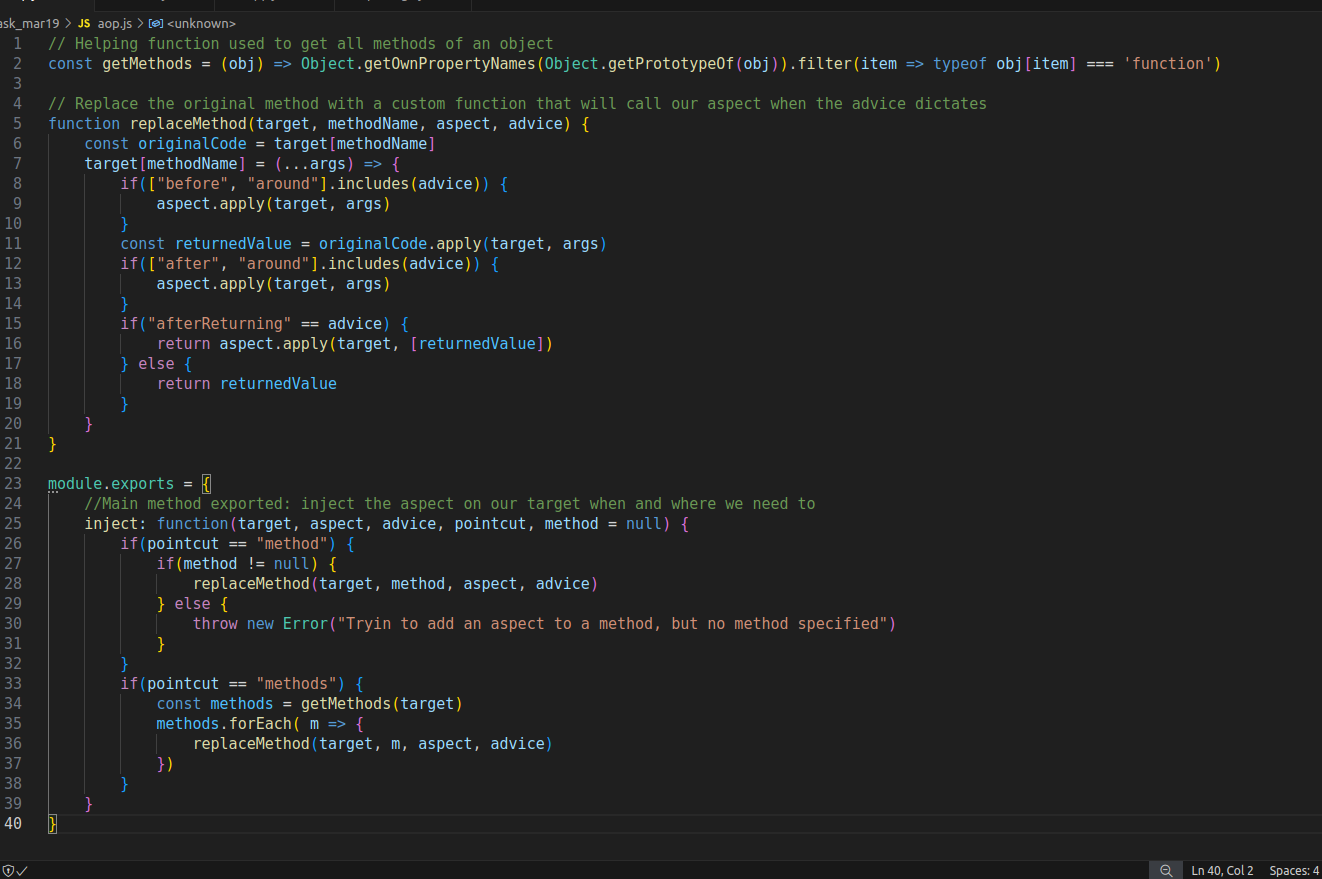 ask_mar19 > JS aop.js > <unknown>
1 // Helping function used to get all methods of an object
2 const getMethods = (obj) => Object.getOwnPropertyNames(Object.getPrototypeOf(obj)).filter(item => typeof obj[item] === 'function')
3
4 // Replace the original method with a custom function that will call our aspect when the advice dictates
5 function replaceMethod(target, methodName, aspect, advice) {
6     const originalCode = target[methodName]
7     target[methodName] = (...args) => {
8         if(["before", "around"].includes(advice)) {
9             aspect.apply(target, args)
10         }
11         const returnedValue = originalCode.apply(target, args)
12         if(["after", "around"].includes(advice)) {
13             aspect.apply(target, args)
14         }
15         if("afterReturning" == advice) {
16             return aspect.apply(target, [returnedValue])
17         } else {
18             return returnedValue
19         }
20     }
21 }
22
23 module.exports = {
24     //Main method exported: inject the aspect on our target when and where we need to
25     inject: function(target, aspect, advice, pointcut, method = null) {
26         if(pointcut == "method") {
27             if(method != null) {
28                 replaceMethod(target, method, aspect, advice)
29             } else {
30                 throw new Error("Tryin to add an aspect to a method, but no method specified")
31             }
32         }
33         if(pointcut == "methods") {
34             const methods = getMethods(target)
35             methods.forEach( m => {
36                 replaceMethod(target, m, aspect, advice)
37             })
38         }
39     }
40 }
Ln 40, Col 2 Spaces: 4